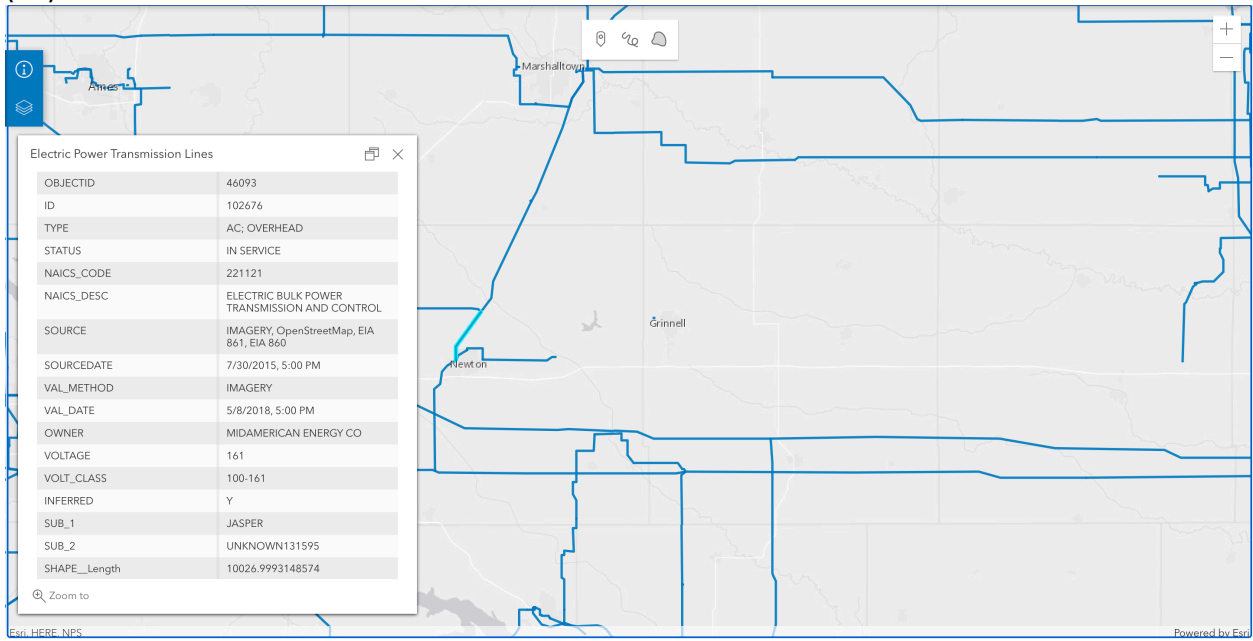 Marshalltown
Ames
Electric Power Transmission Lines
OBJECTID 46093
ID 102676
TYPE AC; OVERHEAD
STATUS IN SERVICE
NAICS_CODE 221121
NAICS_DESC ELECTRIC BULK POWER
TRANSMISSION AND CONTROL
SOURCE IMAGERY, OpenStreetMap, EIA
861, EIA 860
SOURCEDATE 7/30/2015, 5:00 PM
VAL_METHOD IMAGERY
VAL_DATE 5/8/2018, 5:00 PM
OWNER MIDAMERICAN ENERGY CO
VOLTAGE 161
VOLT_CLASS 100-161
INFERRED Y
SUB_1 JASPER
SUB_2 UNKNOWN131595
SHAPE__Length 10026.9993148574
Zoom to
Grinnell
Newton
Esri, HERE, NPS
Powered by Esri